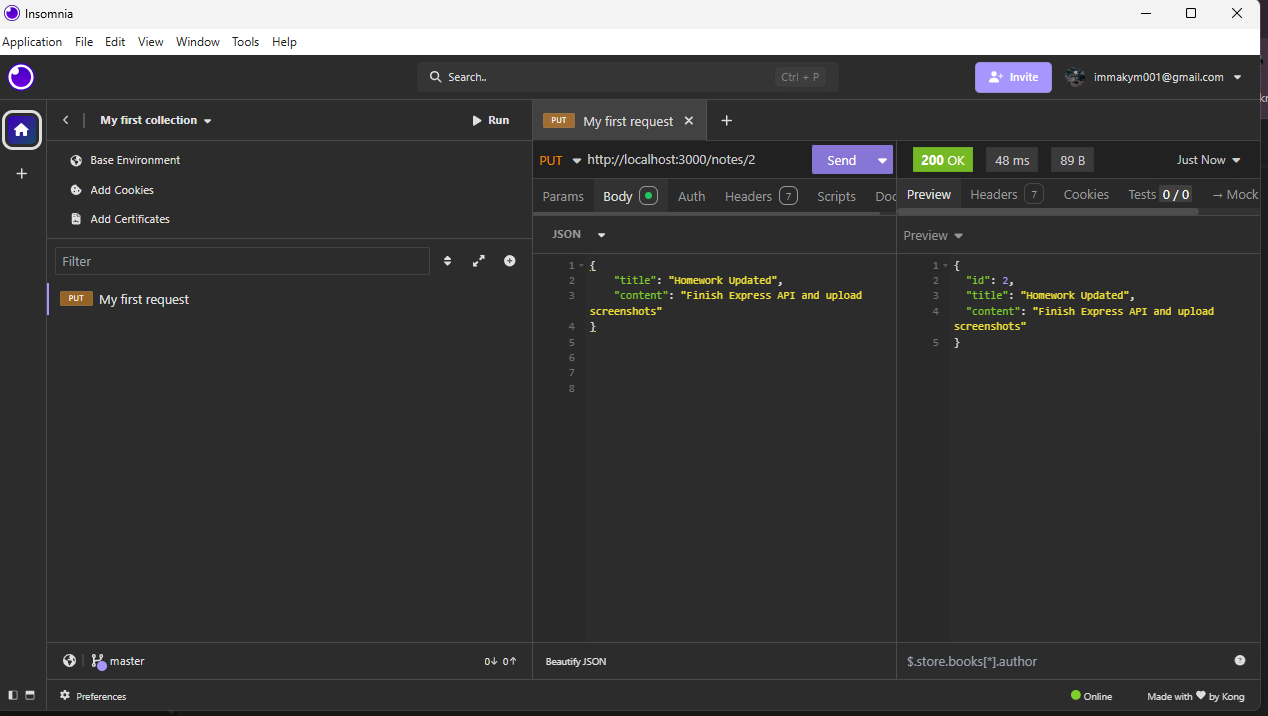 Insomnia
Application File Edit View Window Tools Help
Search.. Ctrl + P Invite immakym001@gmail.com
My first collection Run
PUT My first request
Base Environment
Add Cookies
Add Certificates
Filter
PUT My first request
PUT http://localhost:3000/notes/2 Send
Params Body Auth Headers 7 Scripts Doc
JSON
1 {
2 "title": "Homework Updated",
3 "content": "Finish Express API and upload
screenshots"
4 }
5
6
7
8
Beautify JSON
200 OK 48 ms 89 B Just Now
Preview Headers 7 Cookies Tests 0 / 0 → Mock
Preview
1 {
2 "id": 2,
3 "title": "Homework Updated",
4 "content": "Finish Express API and upload
screenshots"
5 }
$.store.books[*].author
master 0↓ 0↑
Preferences
Online Made with ❤ by Kong